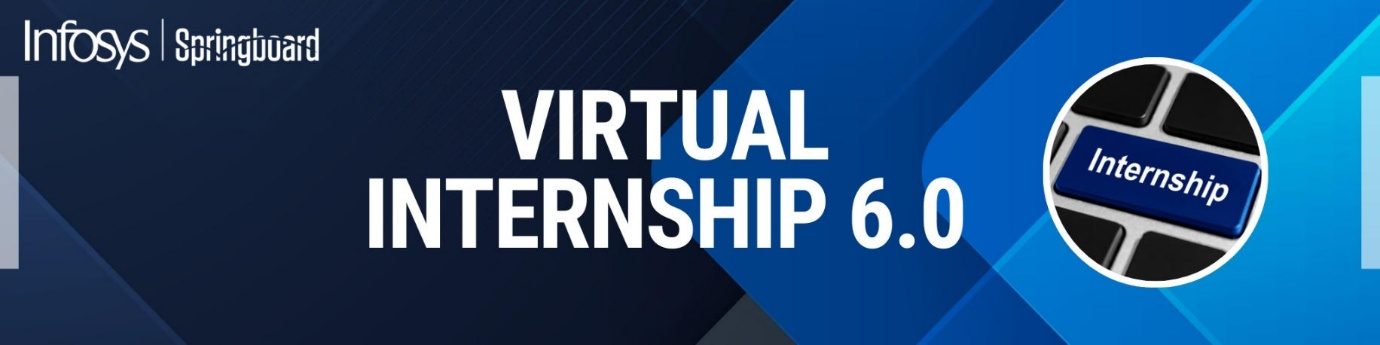 Infosys | Springboard
VIRTUAL
INTERNSHIP 6.0
Internship